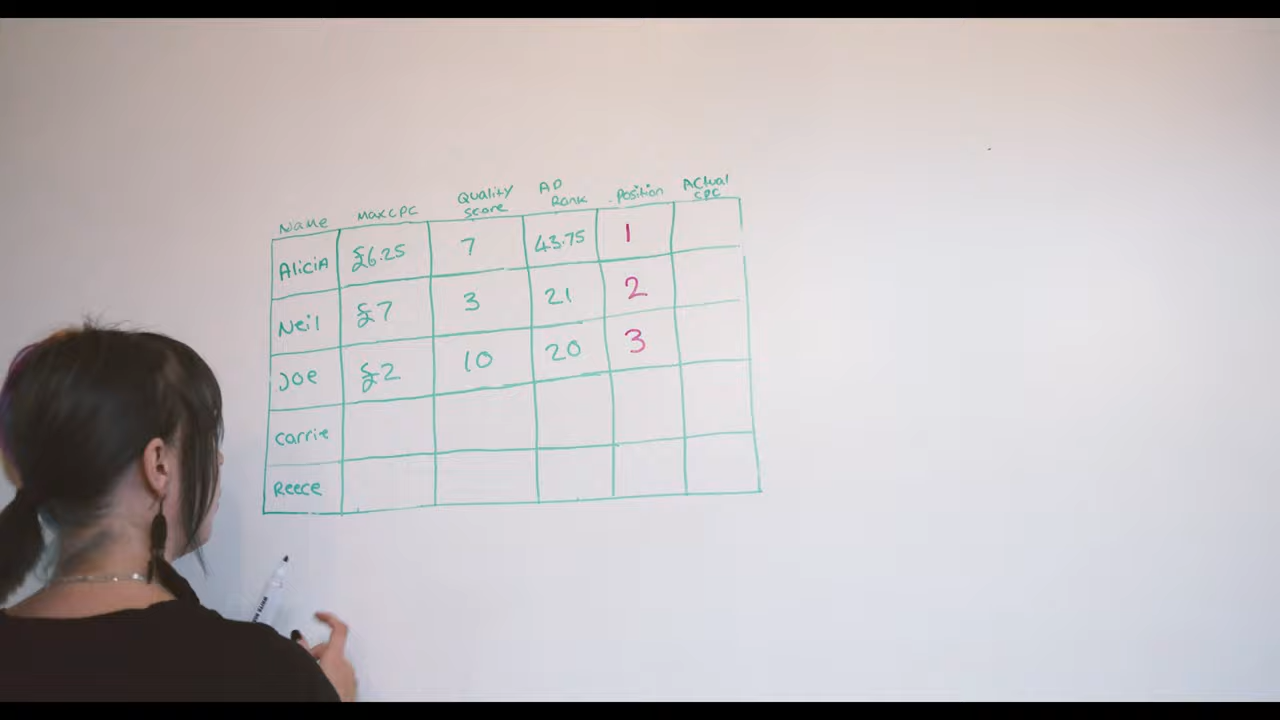 Name MAXCPC Quality Score AD Rank Position Actual CPC
Alicia £6.25 7 43.75 1
Neil £7 3 21 2
Joe £2 10 20 3
Carrie
Reece